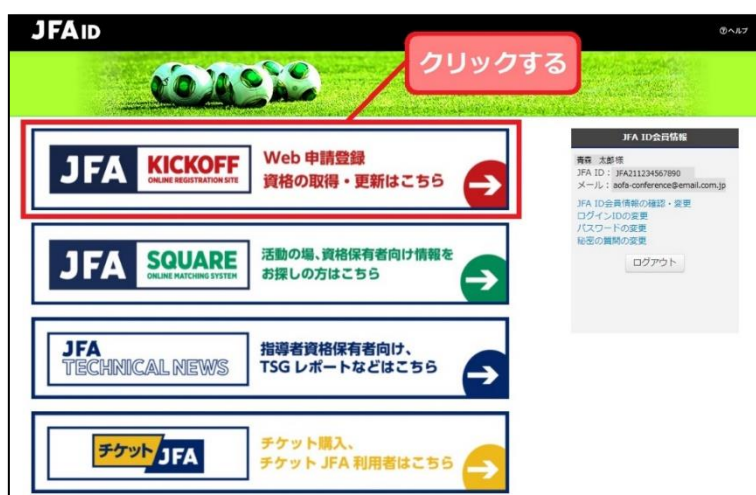 JFA ID
?ヘルプ
クリックする
JFA KICKOFF
ONLINE REGISTRATION SITE
Web 申請登録
資格の取得・更新はこちら
JFA SQUARE
ONLINE MATCHING SYSTEM
活動の場、資格保有者向け情報を
お探しの方はこちら
JFA
TECHNICAL NEWS
指導者資格保有者向け、
TSG レポートなどはこちら
チケット JFA
チケット購入、
チケット JFA 利用者はこちら
JFA ID会員情報
青森 太郎 様
JFA ID： JFA211234567890
メール： aofa-conference@email.com.jp
JFA ID会員情報の確認・変更
ログインIDの変更
パスワードの変更
秘密の質問の変更
ログアウト